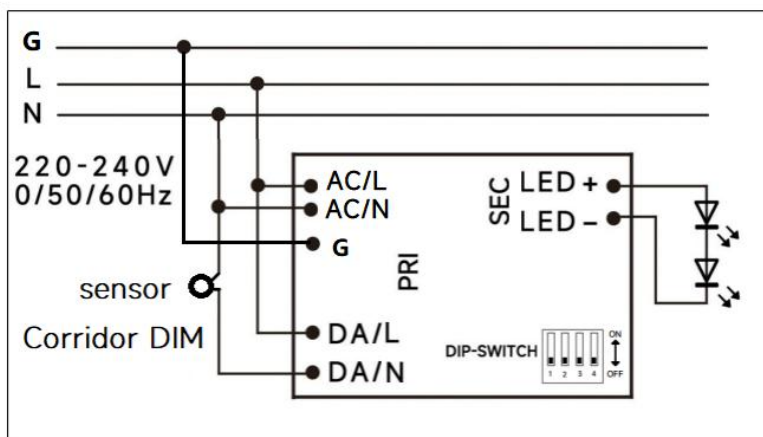 G
L
N
220-240V
0/50/60Hz
AC/L
AC/N
G
PRI
SEC
LED +
LED -
sensor
Corridor DIM
DA/L
DA/N
DIP-SWITCH
ON
1 2 3 4
OFF